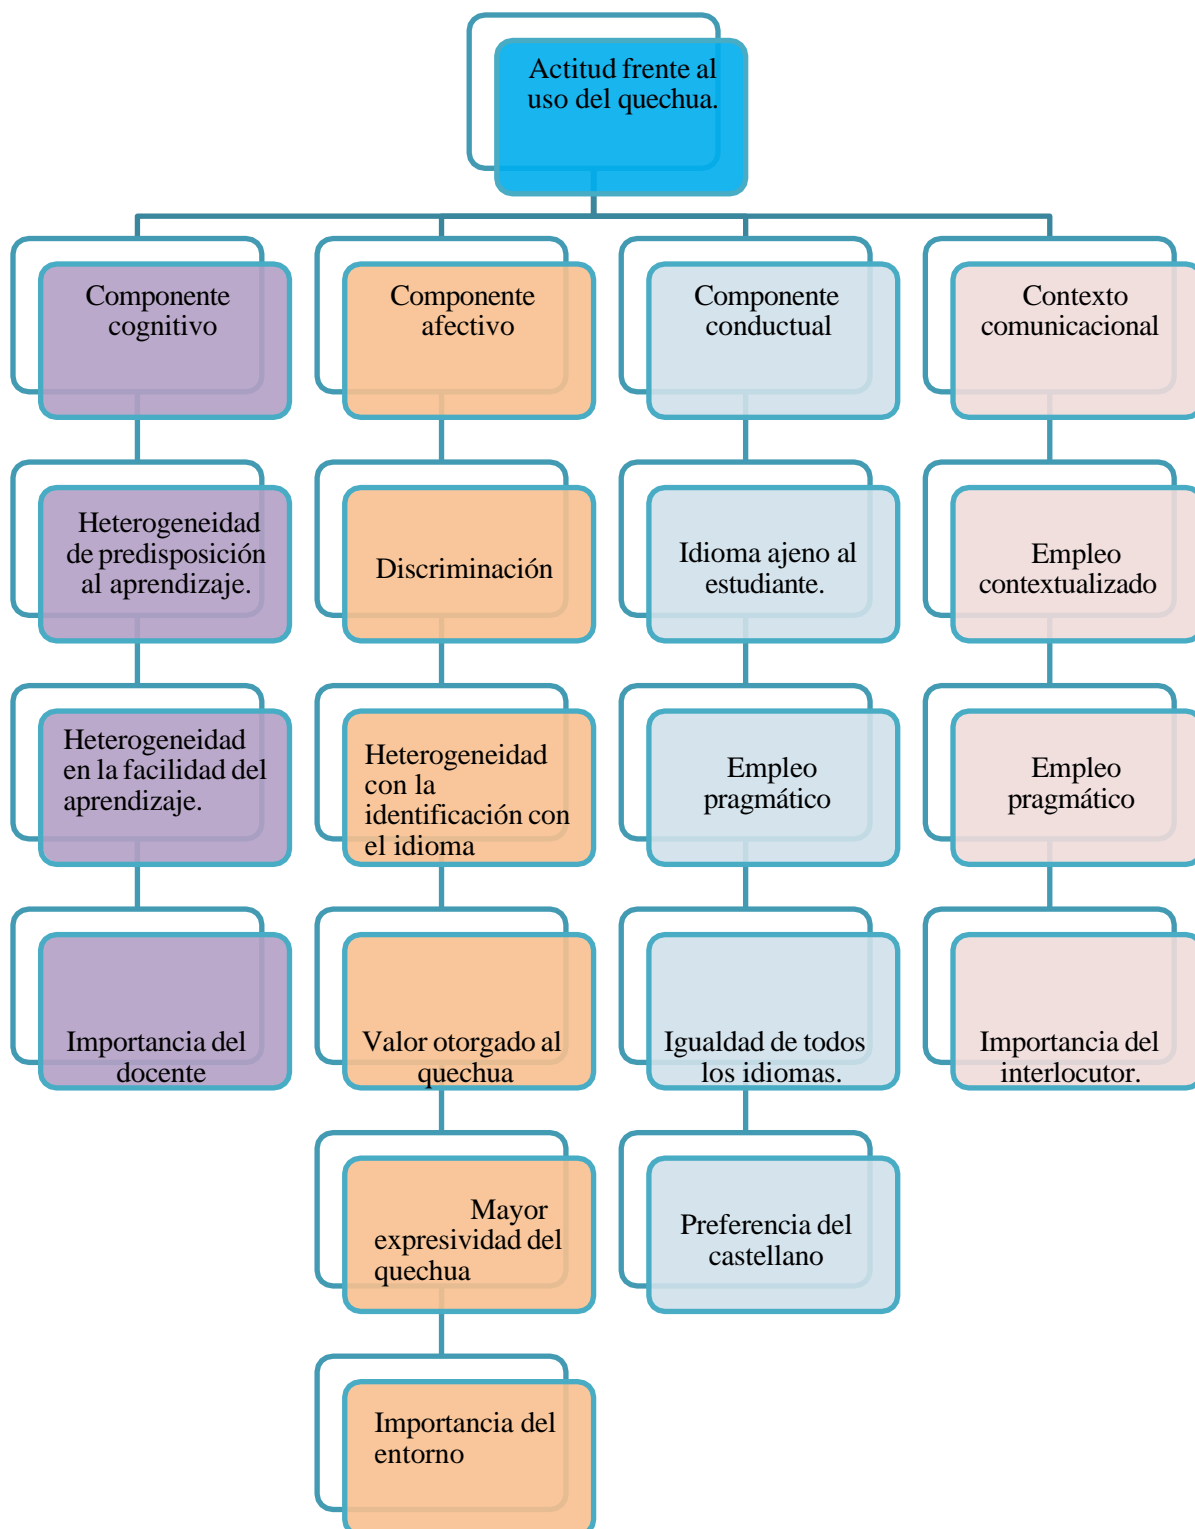 Actitud frente al
uso del quechua.
Componente
cognitivo
Componente
afectivo
Componente
conductual
Contexto
comunicacional
Heterogeneidad
de predisposición
al aprendizaje.
Discriminación
Idioma ajeno al
estudiante.
Empleo
contextualizado
Heterogeneidad
en la facilidad del
aprendizaje.
Heterogeneidad
con la
identificación con
el idioma
Empleo
pragmático
Empleo
pragmático
Importancia del
docente
Valor otorgado al
quechua
Igualdad de todos
los idiomas.
Importancia del
interlocutor.
Mayor
expresividad del
quechua
Preferencia del
castellano
Importancia del
entorno